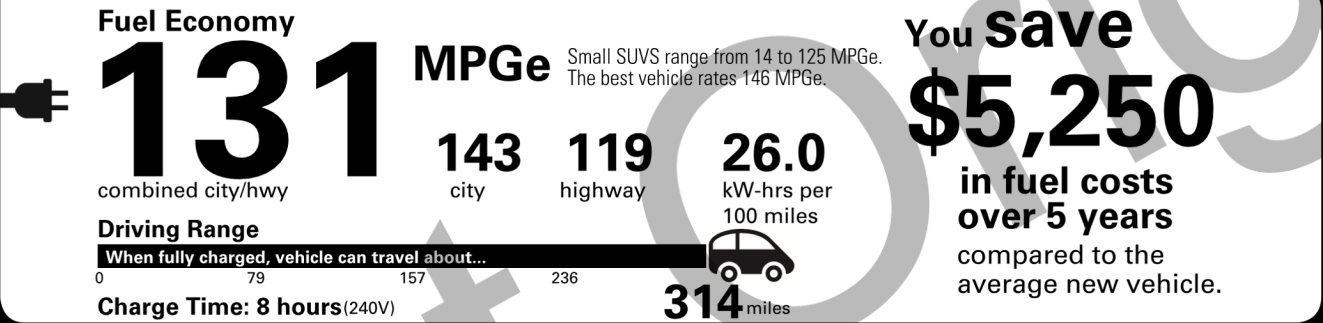 Fuel Economy
131
MPGe
Small SUVS range from 14 to 125 MPGe.
The best vehicle rates 146 MPGe.
combined city/hwy
143
city
119
highway
26.0
kW-hrs per
100 miles
Driving Range
When fully charged, vehicle can travel about...
0 79 157 236
314 miles
Charge Time: 8 hours (240V)
You save
$5,250
in fuel costs
over 5 years
compared to the
average new vehicle.